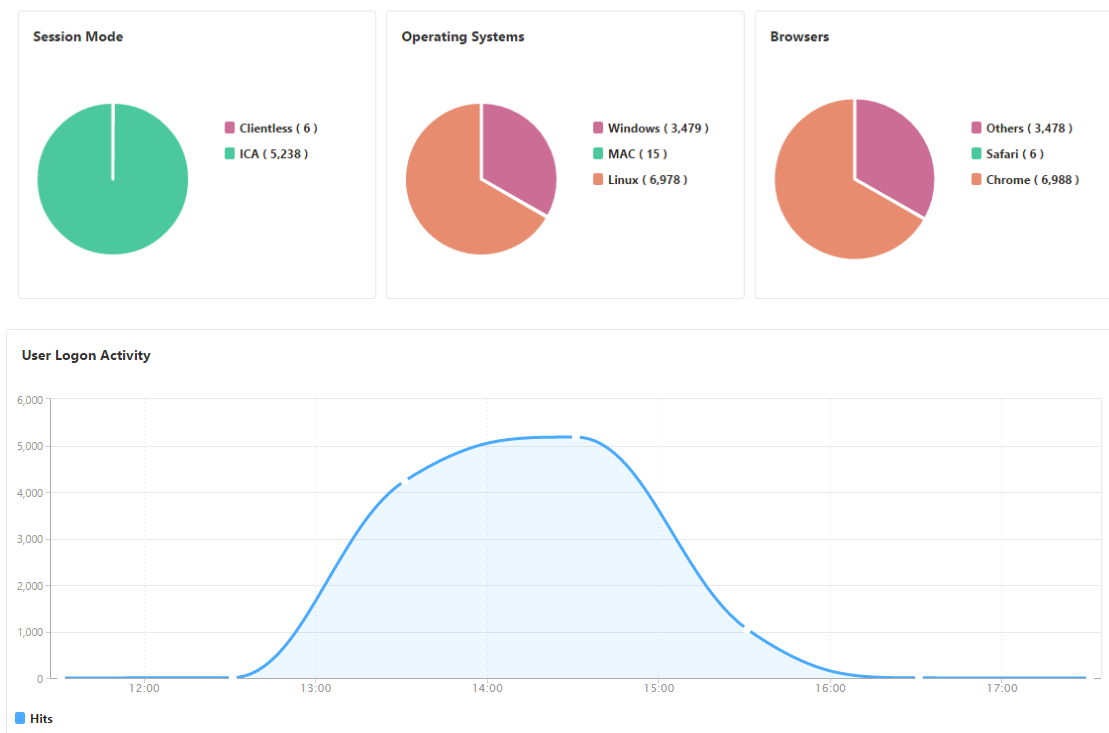 Session Mode
Clientless ( 6 )
ICA ( 5,238 )
Operating Systems
Windows ( 3,479 )
MAC ( 15 )
Linux ( 6,978 )
Browsers
Others ( 3,478 )
Safari ( 6 )
Chrome ( 6,988 )
User Logon Activity
6,000
5,000
4,000
3,000
2,000
1,000
0
12:00 13:00 14:00 15:00 16:00 17:00
Hits